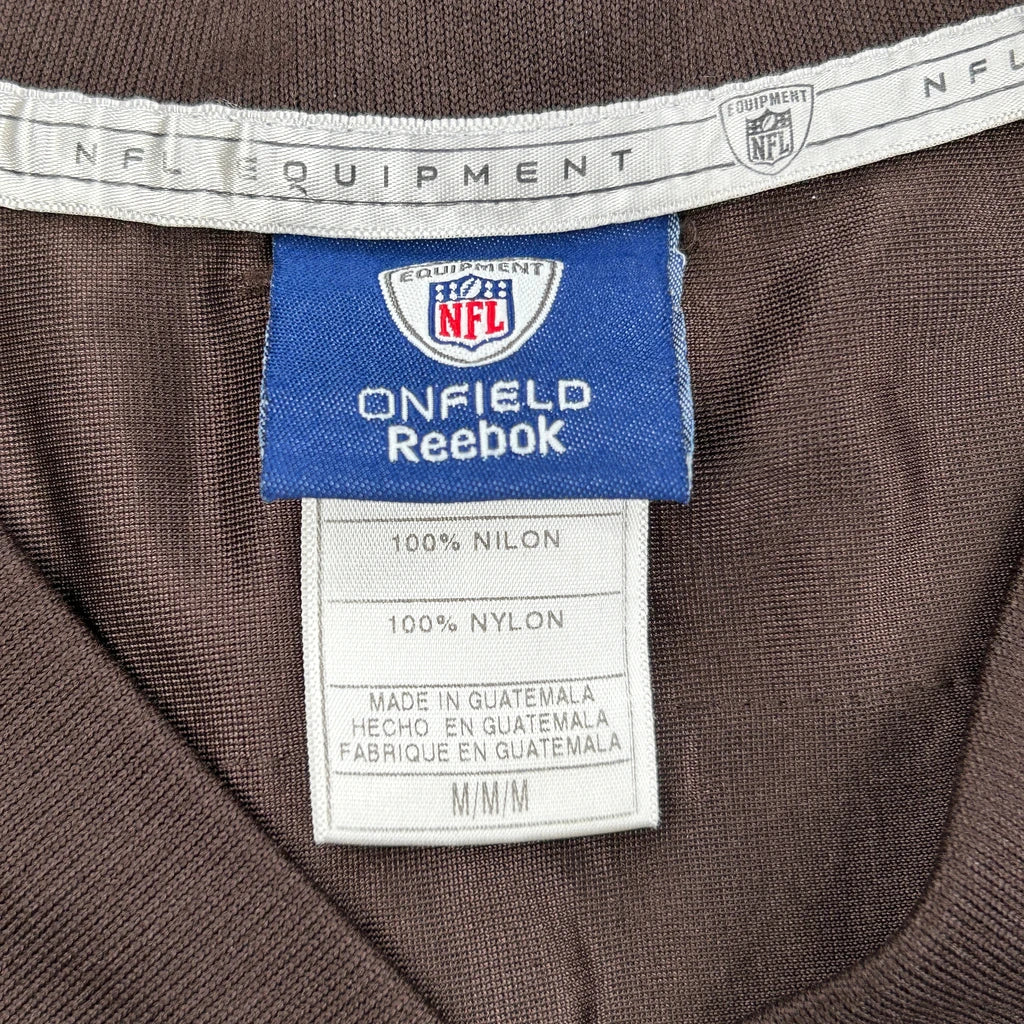 NFL EQUIPMENT
EQUIPMENT
NFL
NFL
EQUIPMENT
NFL
ONFIELD
Reebok
100% NILON
100% NYLON
MADE IN GUATEMALA
HECHO EN GUATEMALA
FABRIQUE EN GUATEMALA
M/M/M